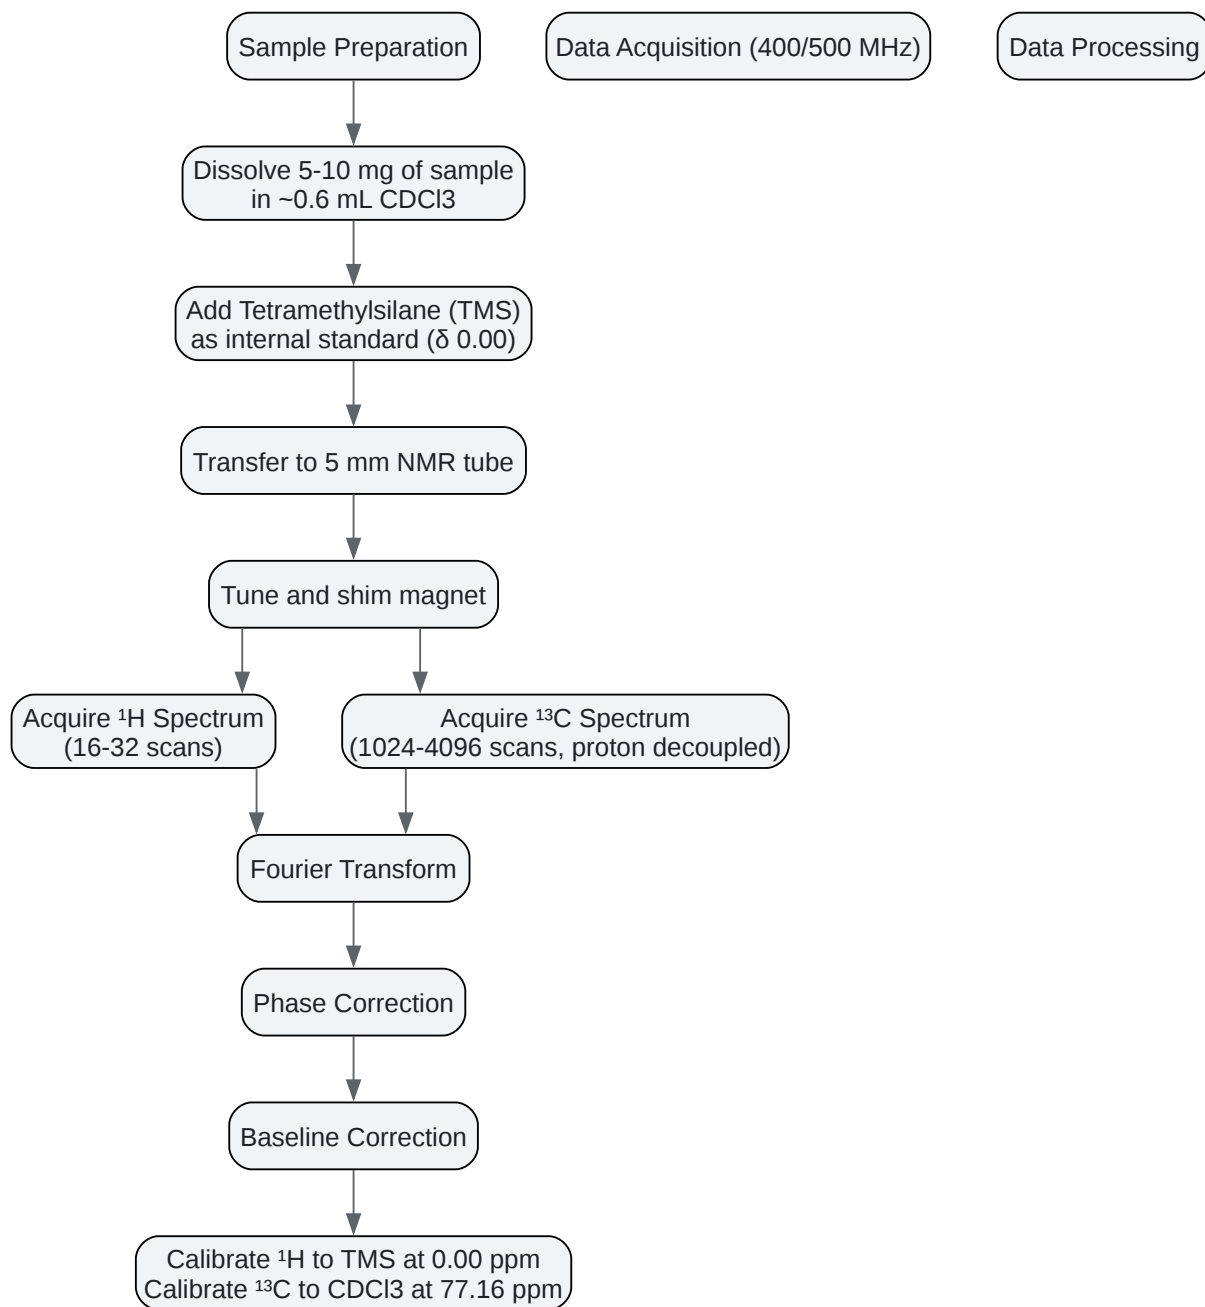 Sample Preparation
Data Acquisition (400/500 MHz)
Data Processing
Dissolve 5-10 mg of sample
in ~0.6 mL CDCl3
Add Tetramethylsilane (TMS)
as internal standard (δ 0.00)
Transfer to 5 mm NMR tube
Tune and shim magnet
Acquire ¹H Spectrum
(16-32 scans)
Acquire ¹³C Spectrum
(1024-4096 scans, proton decoupled)
Fourier Transform
Phase Correction
Baseline Correction
Calibrate ¹H to TMS at 0.00 ppm
Calibrate ¹³C to CDCl3 at 77.16 ppm